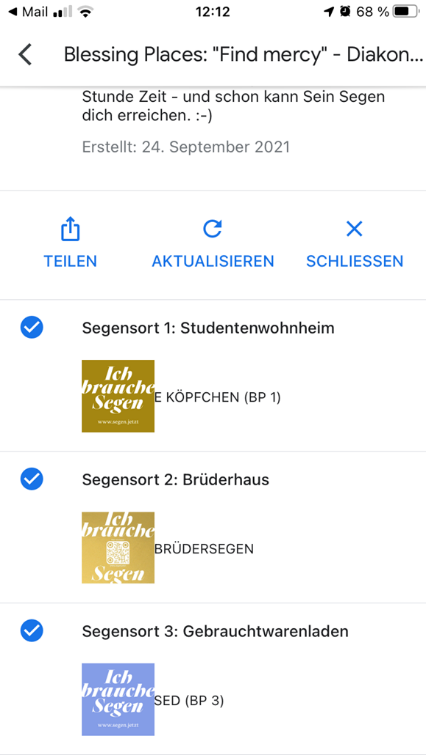 Mail
12:12
68 %
Blessing Places: "Find mercy" - Diakon...
Stunde Zeit - und schon kann Sein Segen
dich erreichen. :-)
Erstellt: 24. September 2021
TEILEN
AKTUALISIEREN
SCHLIESSEN
Segensort 1: Studentenwohnheim
Ich
brauche
Segen
www.segen.jetzt
E KÖPFCHEN (BP 1)
Segensort 2: Brüderhaus
Ich
brauche
Segen
BRÜDERSEGEN
Segensort 3: Gebrauchtwarenladen
Ich
brauche
Segen
www.segen.jetzt
SED (BP 3)